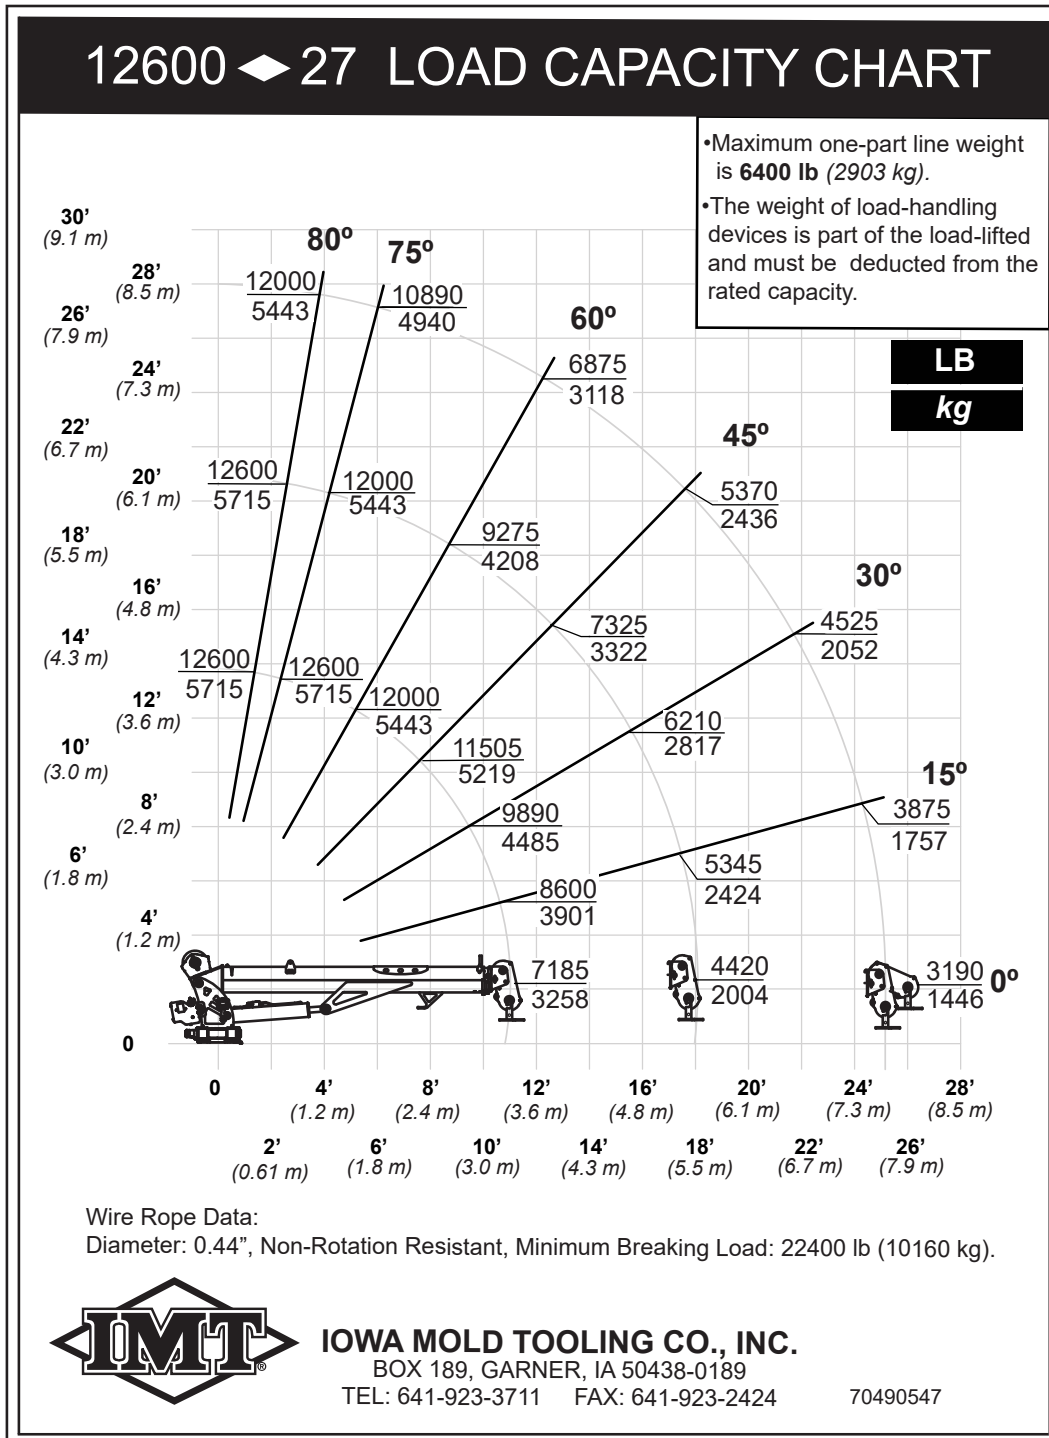 12600 ◆ 27 LOAD CAPACITY CHART
•Maximum one-part line weight
is 6400 lb (2903 kg).
•The weight of load-handling
devices is part of the load-lifted
and must be deducted from the
rated capacity.
LB
kg
30’
(9.1 m)
28’
(8.5 m)
26’
(7.9 m)
24’
(7.3 m)
22’
(6.7 m)
20’
(6.1 m)
18’
(5.5 m)
16’
(4.8 m)
14’
(4.3 m)
12’
(3.6 m)
10’
(3.0 m)
8’
(2.4 m)
6’
(1.8 m)
4’
(1.2 m)
0
80º
12000
5443
12600
5715
12600
5715
75º
10890
4940
12000
5443
12600
5715
60º
6875
3118
9275
4208
12000
5443
45º
5370
2436
7325
3322
11505
5219
30º
4525
2052
6210
2817
9890
4485
15º
3875
1757
5345
2424
8600
3901
7185
3258
4420
2004
3190
1446
0º
0 4’ 8’ 12’ 16’ 20’ 24’ 28’
(1.2 m) (2.4 m) (3.6 m) (4.8 m) (6.1 m) (7.3 m) (8.5 m)
2’ 6’ 10’ 14’ 18’ 22’ 26’
(0.61 m) (1.8 m) (3.0 m) (4.3 m) (5.5 m) (6.7 m) (7.9 m)
Wire Rope Data:
Diameter: 0.44”, Non-Rotation Resistant, Minimum Breaking Load: 22400 lb (10160 kg).
IMT®
IOWA MOLD TOOLING CO., INC.
BOX 189, GARNER, IA 50438-0189
TEL: 641-923-3711 FAX: 641-923-2424 70490547